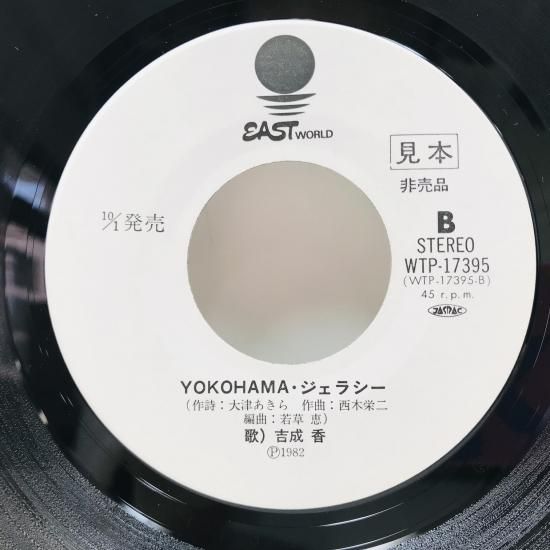 EAST WORLD
見本
非売品
10/1発売
B
STEREO
WTP-17395
(WTP-17395-B)
45 r.p.m.
JASRAC
YOKOHAMA・ジェラシー
(作詩:大津あきら 作曲:西木栄二
編曲:若草 恵)
歌) 吉成 香
Ⓟ1982